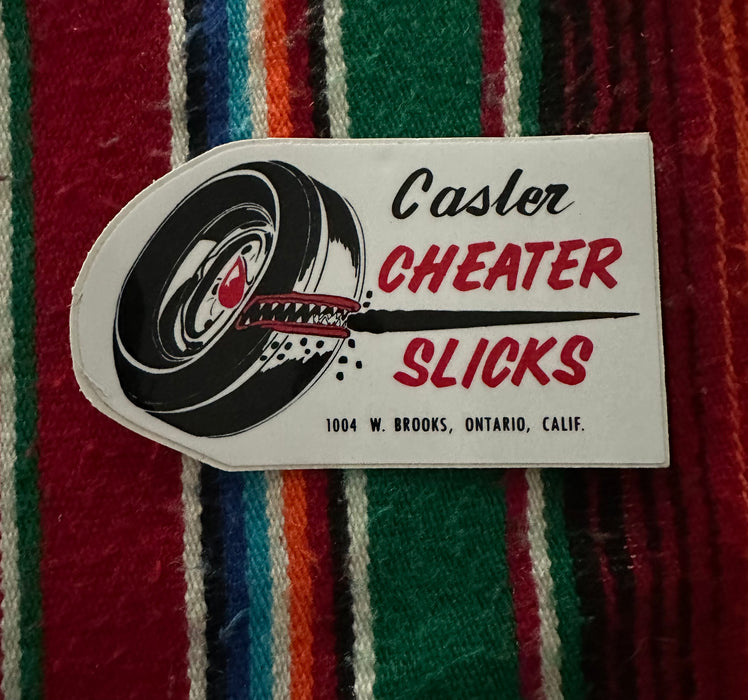 Casler
CHEATER
SLICKS
1004 W. BROOKS, ONTARIO, CALIF.